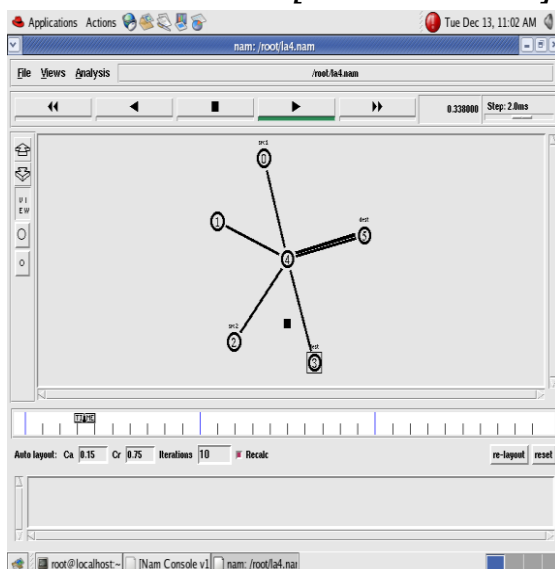 Applications Actions Tue Dec 13, 11:02 AM
nam: /root/la4.nam
File Views Analysis /root/la4.nam
0.338000 Step: 2.0ms
VI
EW
src1
0
1
dest
5
4
src2
2
3
TIME
Auto layout: Ca 0.15 Cr 0.75 Iterations 10 Recalc re-layout reset
root@localhost:~ [Nam Console v1 nam: /root/la4.nam